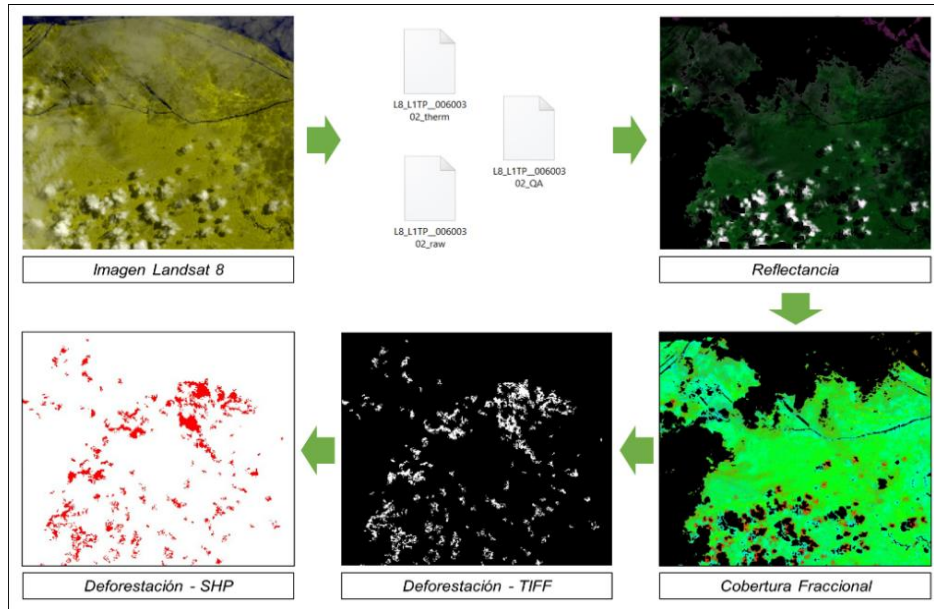 L8_L1TP__006003
02_therm
L8_L1TP__006003
02_QA
L8_L1TP__006003
02_raw
Imagen Landsat 8
Reflectancia
Deforestación - SHP
Deforestación - TIFF
Cobertura Fraccional